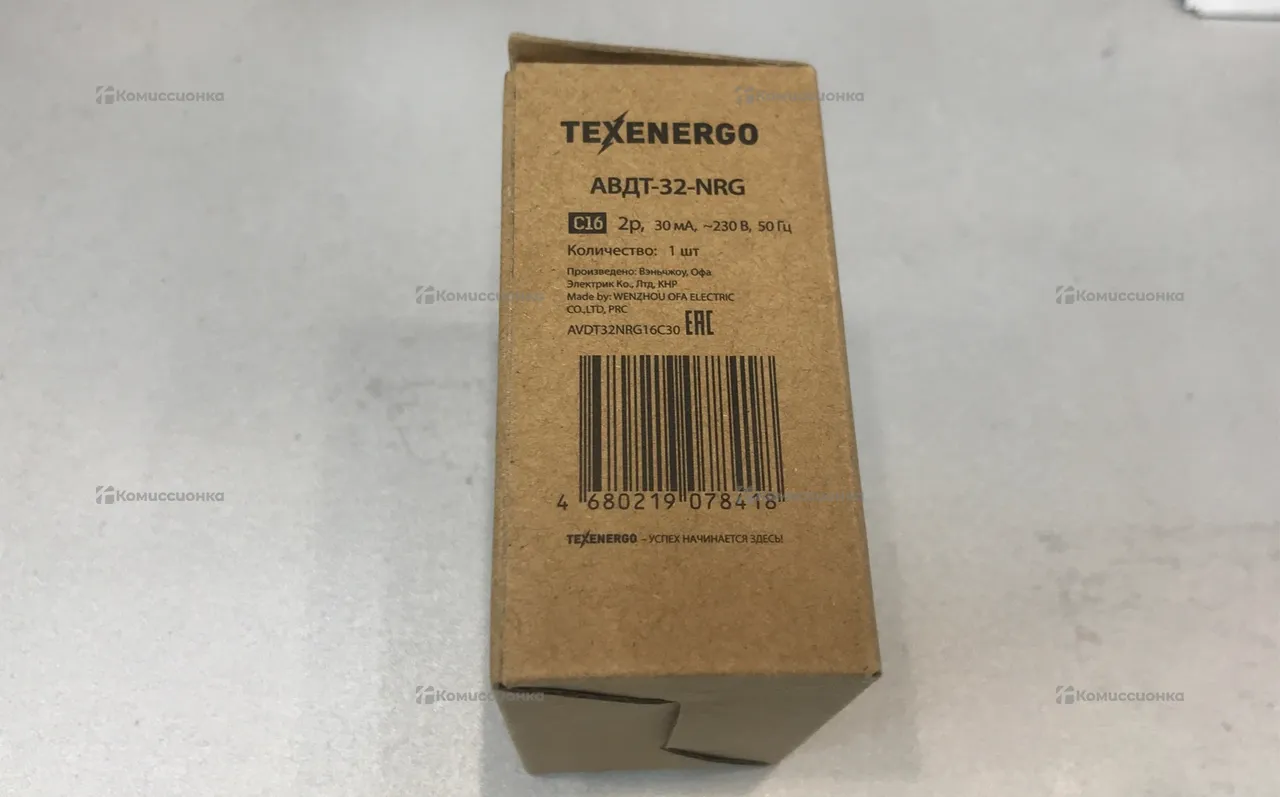 TEXENERGO
АВДТ-32-NRG
C16 2p, 30 мА, ~230 В, 50 Гц
Количество: 1 шт
Произведено: Вэньчжоу, Офа
Электрик Ко., Лтд, КНР
Made by: WENZHOU OFA ELECTRIC
CO.,LTD, PRC
AVDT32NRG16C30 EAC
4 680219 078418
TEXENERGO – УСПЕХ НАЧИНАЕТСЯ ЗДЕСЬ!
Комиссионка
Комиссионка
Комиссионка
Комиссионка
Комиссионка
Комиссионка
Комиссионка
Комиссионка